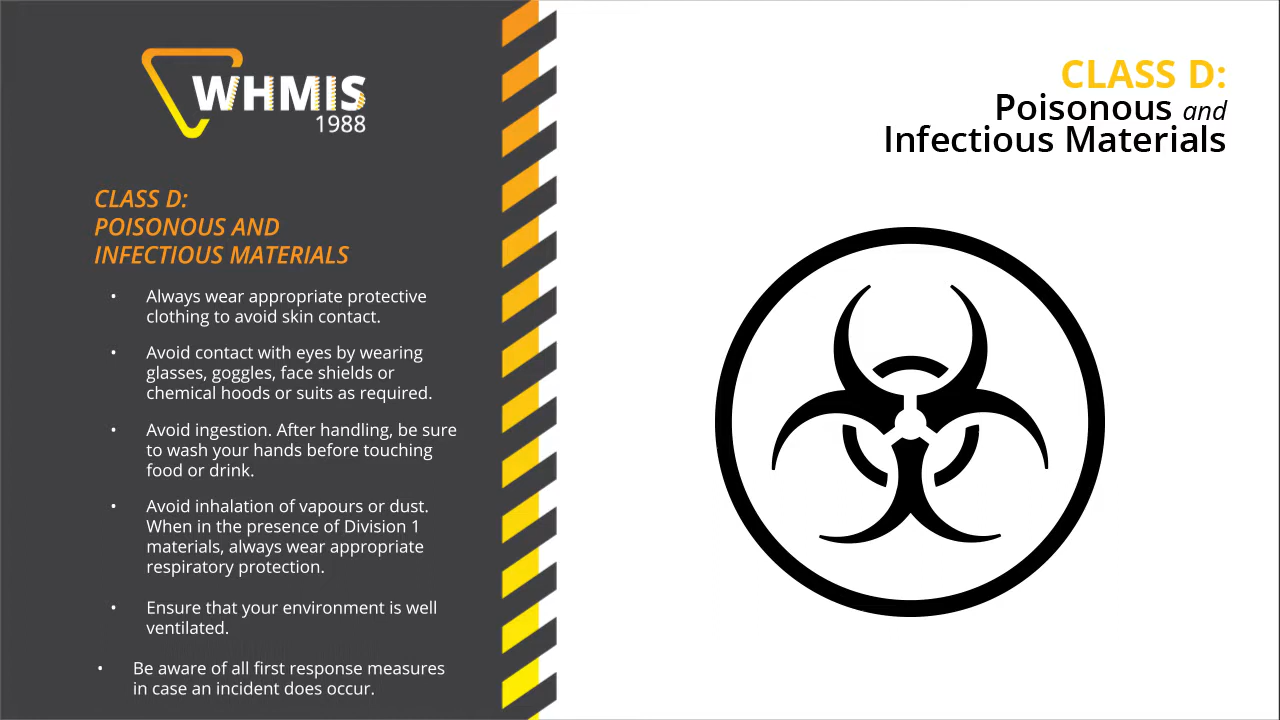 WHMIS
1988
CLASS D:
POISONOUS AND
INFECTIOUS MATERIALS
• Always wear appropriate protective
clothing to avoid skin contact.
• Avoid contact with eyes by wearing
glasses, goggles, face shields or
chemical hoods or suits as required.
• Avoid ingestion. After handling, be sure
to wash your hands before touching
food or drink.
• Avoid inhalation of vapours or dust.
When in the presence of Division 1
materials, always wear appropriate
respiratory protection.
• Ensure that your environment is well
ventilated.
• Be aware of all first response measures
in case an incident does occur.
CLASS D:
Poisonous and
Infectious Materials